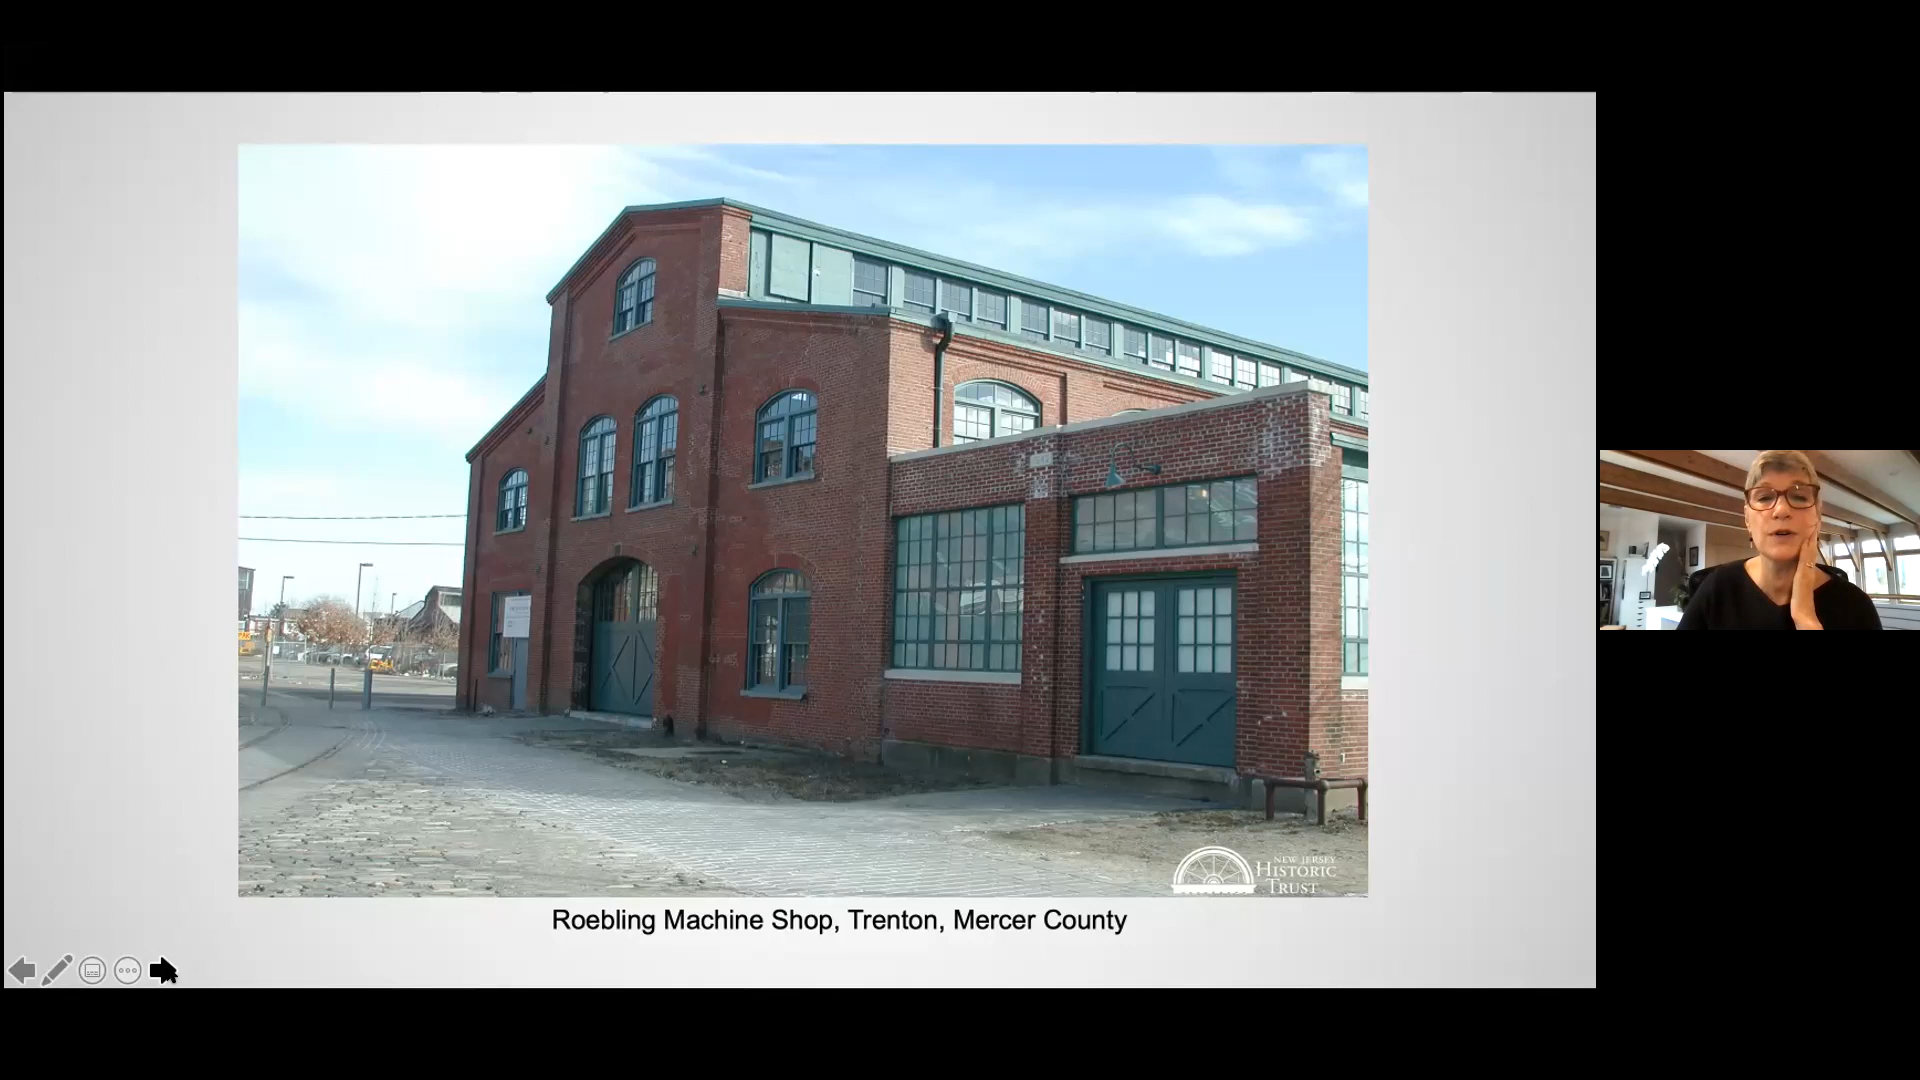 NEW JERSEY
HISTORIC
TRUST
Roebling Machine Shop, Trenton, Mercer County